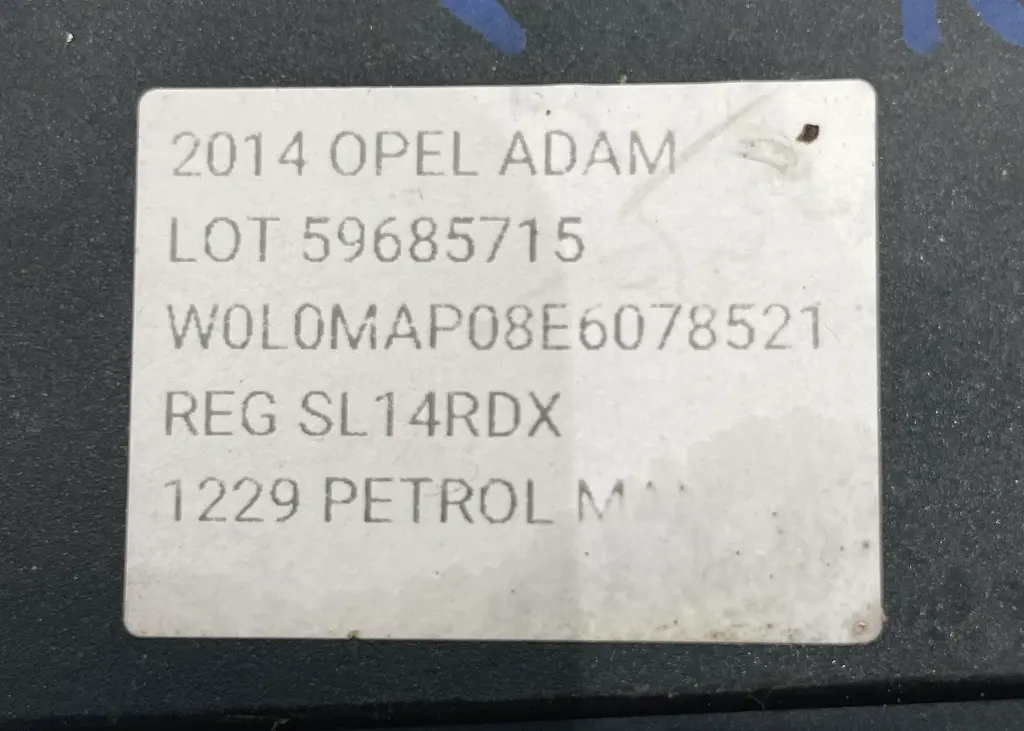 2014 OPEL ADAM
LOT 59685715
W0L0MAP08E6078521
REG SL14RDX
1229 PETROL